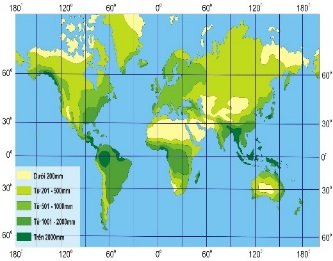 180° 120° 60° 0° 60° 120° 180°
60° 60°
30° 30°
0° 0°
30° 30°
60° 60°
Dưới 200mm
Từ 201 - 500mm
Từ 501 - 1000mm
Từ 1001 - 2000mm
Trên 2000mm
180° 120° 60° 0° 60° 120° 180°